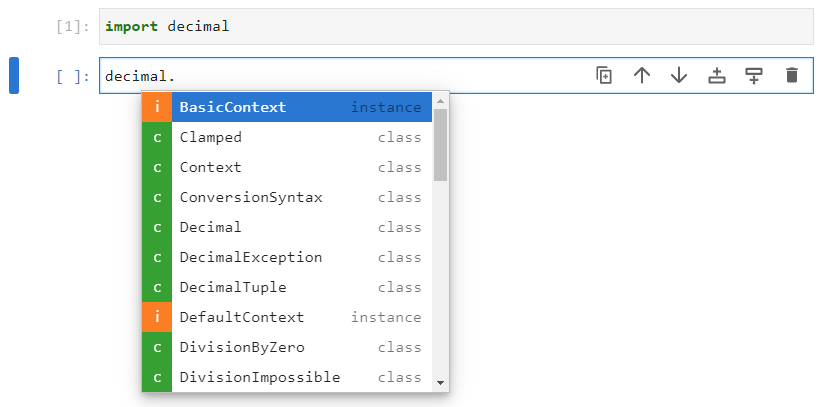 [1]: import decimal
[ ]: decimal.
i BasicContext instance
c Clamped class
c Context class
c ConversionSyntax class
c Decimal class
c DecimalException class
c DecimalTuple class
i DefaultContext instance
c DivisionByZero class
c DivisionImpossible class